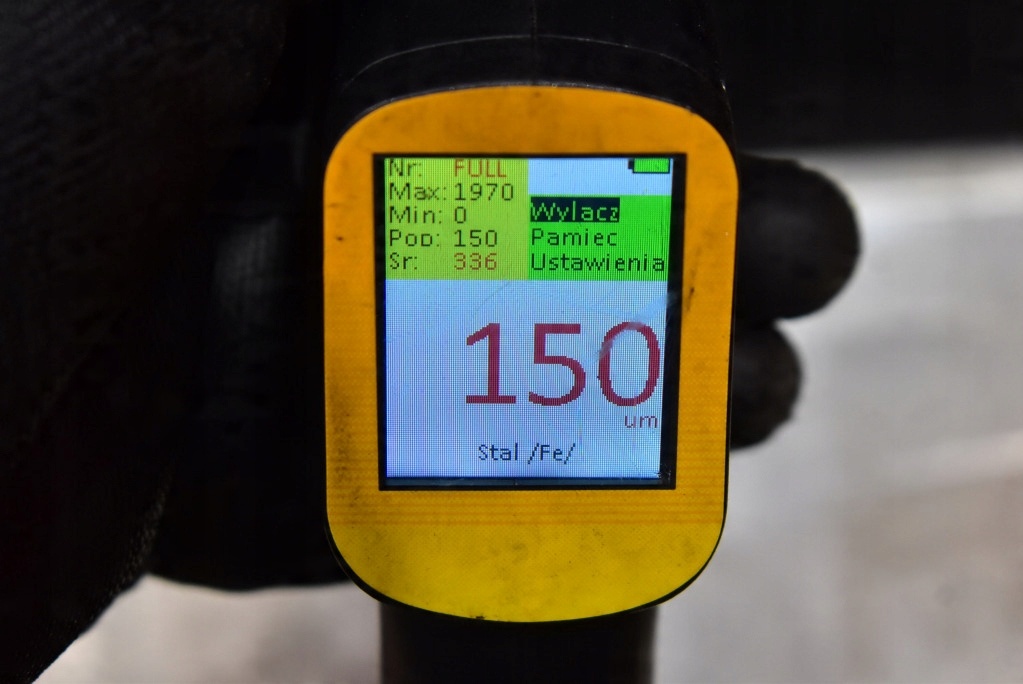 Nr: FULL
Max: 1970
Min: 0
Pop: 150
Sr: 336
Wylacz
Pamiec
Ustawienia
150
um
Stal /Fe/